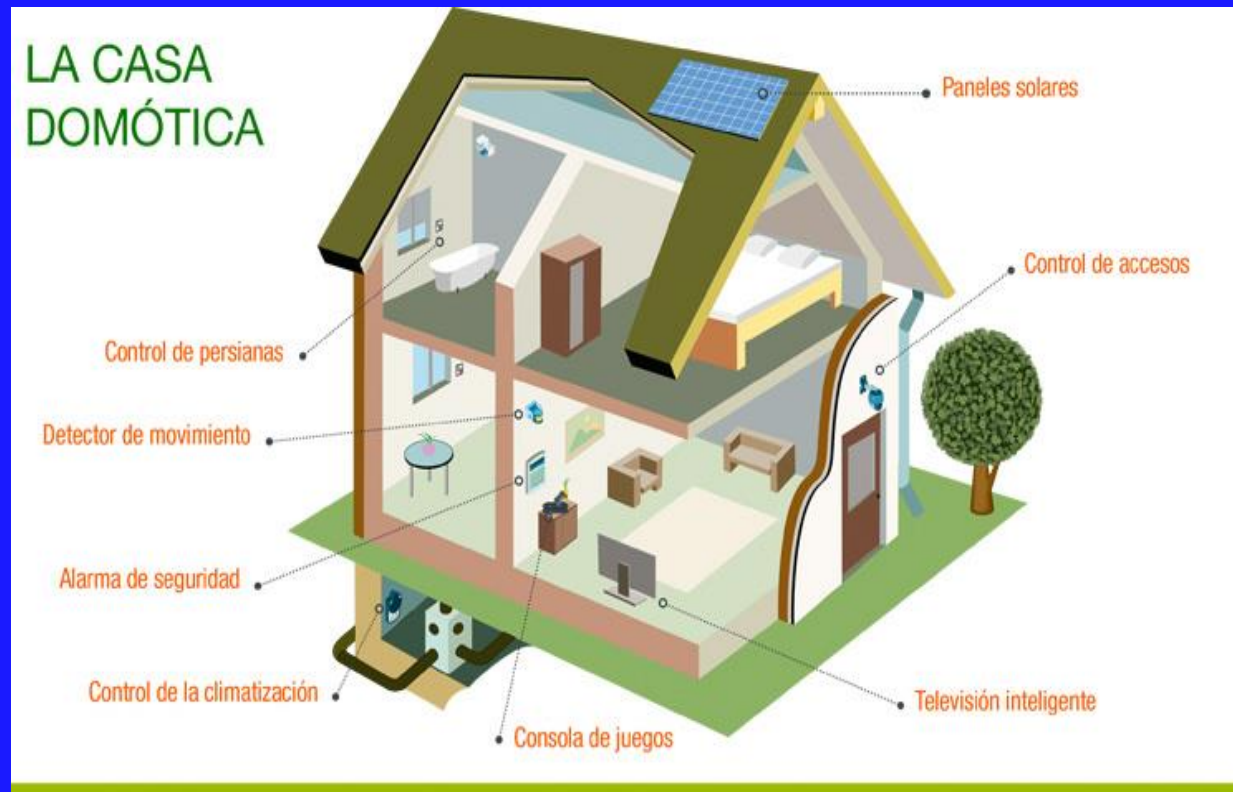 LA CASA
DOMÓTICA
Paneles solares
Control de accesos
Control de persianas
Detector de movimiento
Alarma de seguridad
Control de la climatización
Consola de juegos
Televisión inteligente